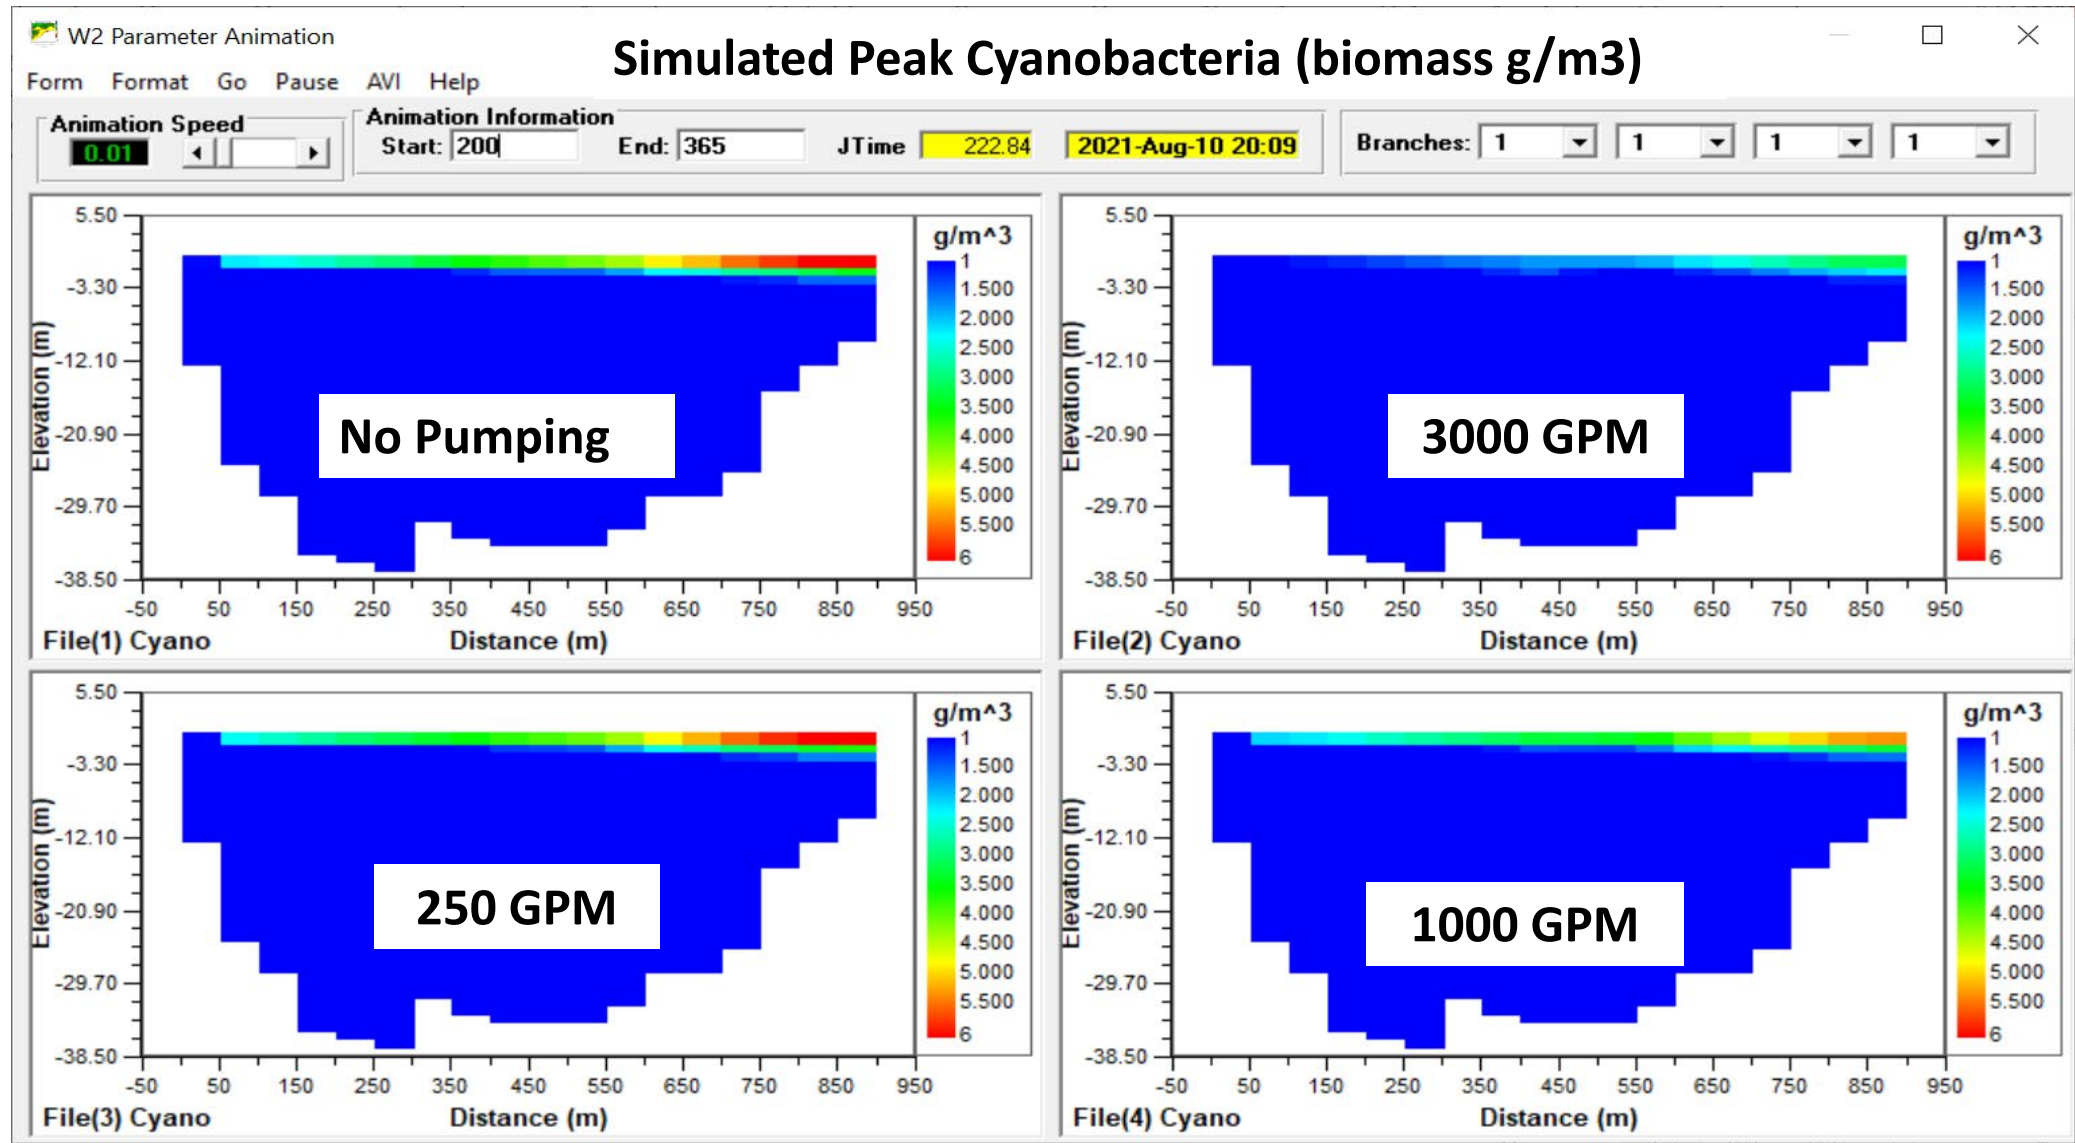 W2 Parameter Animation
Simulated Peak Cyanobacteria (biomass g/m3)
Form Format Go Pause AVI Help
Animation Speed
0.01
Animation Information
Start: 200 End: 365 JTime 222.84 2021-Aug-10 20:09
Branches: 1 1 1 1
5.50
-3.30
-12.10
-20.90
-29.70
-38.50
Elevation (m)
No Pumping
g/m^3
1
1.500
2.000
2.500
3.000
3.500
4.000
4.500
5.000
5.500
6
-50 50 150 250 350 450 550 650 750 850 950
File(1) Cyano Distance (m)
5.50
-3.30
-12.10
-20.90
-29.70
-38.50
Elevation (m)
3000 GPM
g/m^3
1
1.500
2.000
2.500
3.000
3.500
4.000
4.500
5.000
5.500
6
-50 50 150 250 350 450 550 650 750 850 950
File(2) Cyano Distance (m)
5.50
-3.30
-12.10
-20.90
-29.70
-38.50
Elevation (m)
250 GPM
g/m^3
1
1.500
2.000
2.500
3.000
3.500
4.000
4.500
5.000
5.500
6
-50 50 150 250 350 450 550 650 750 850 950
File(3) Cyano Distance (m)
5.50
-3.30
-12.10
-20.90
-29.70
-38.50
Elevation (m)
1000 GPM
g/m^3
1
1.500
2.000
2.500
3.000
3.500
4.000
4.500
5.000
5.500
6
-50 50 150 250 350 450 550 650 750 850 950
File(4) Cyano Distance (m)